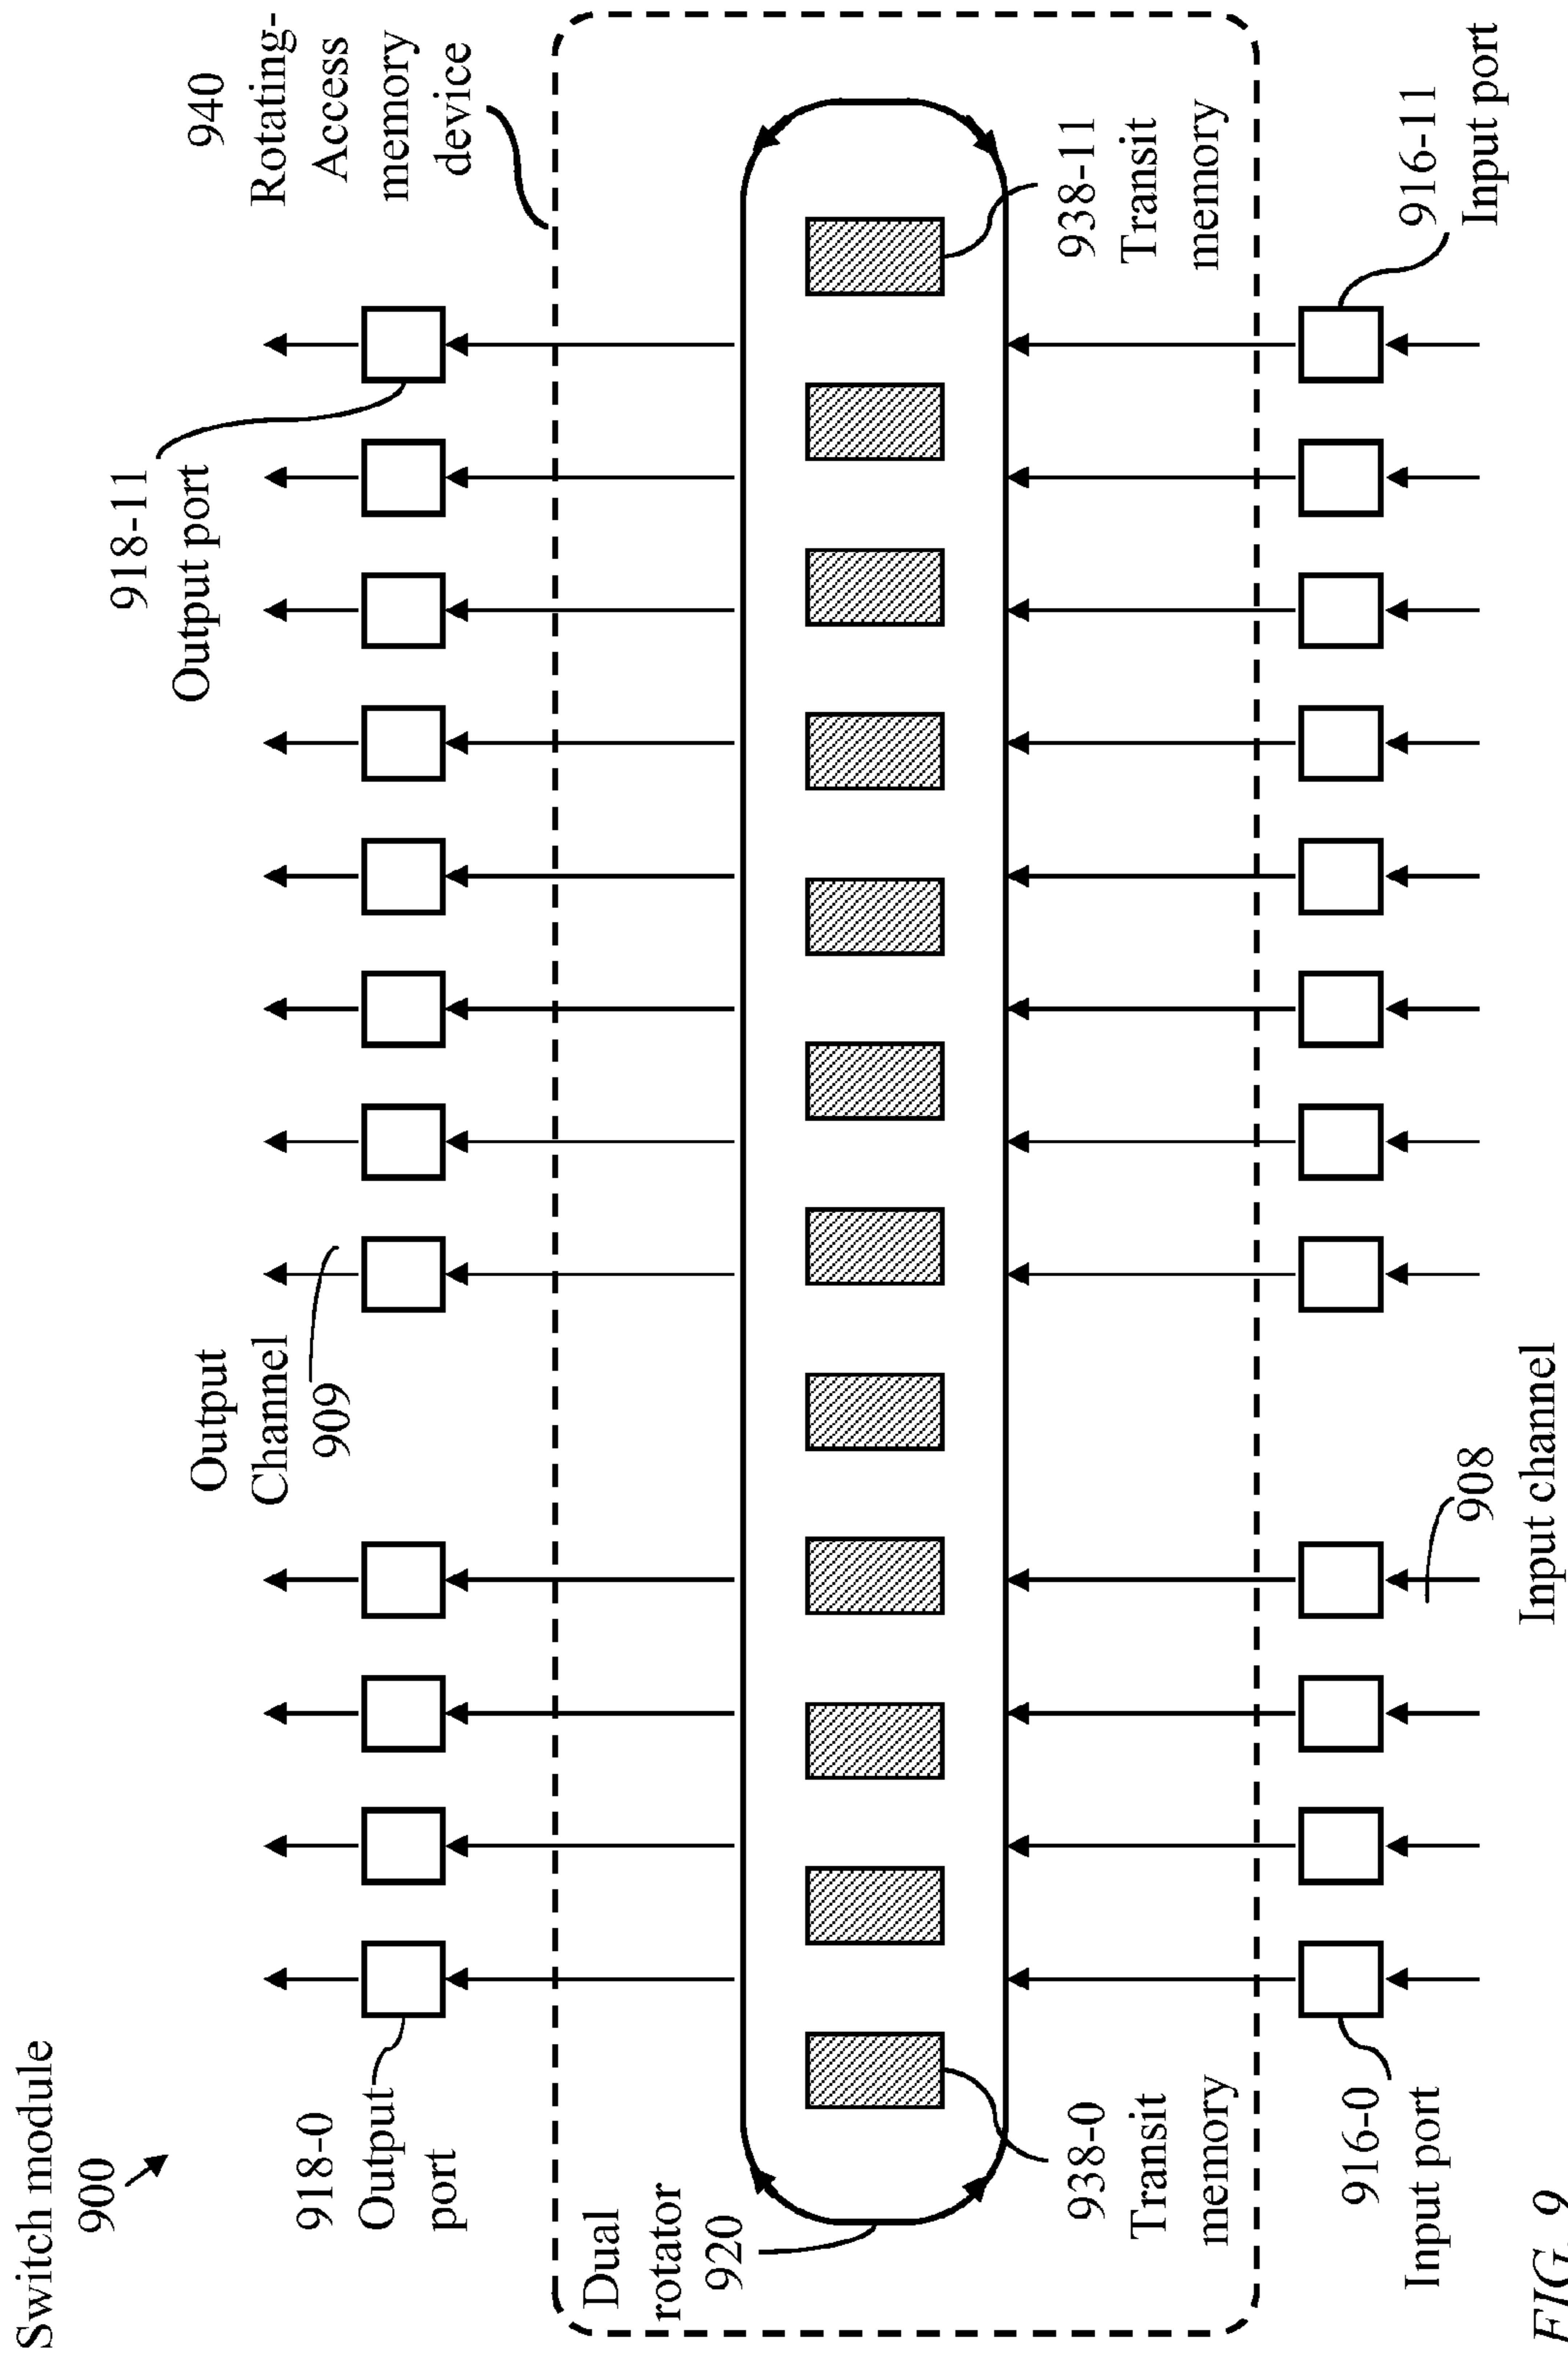 Switch module
900
918-0
Output
port
Output
Channel
909
918-11
Output port
940
Rotating-
Access
memory
device
Dual
rotator
920
938-0
Transit
memory
938-11
Transit
memory
916-0
Input port
908
Input channel
916-11
Input port
FIG. 9